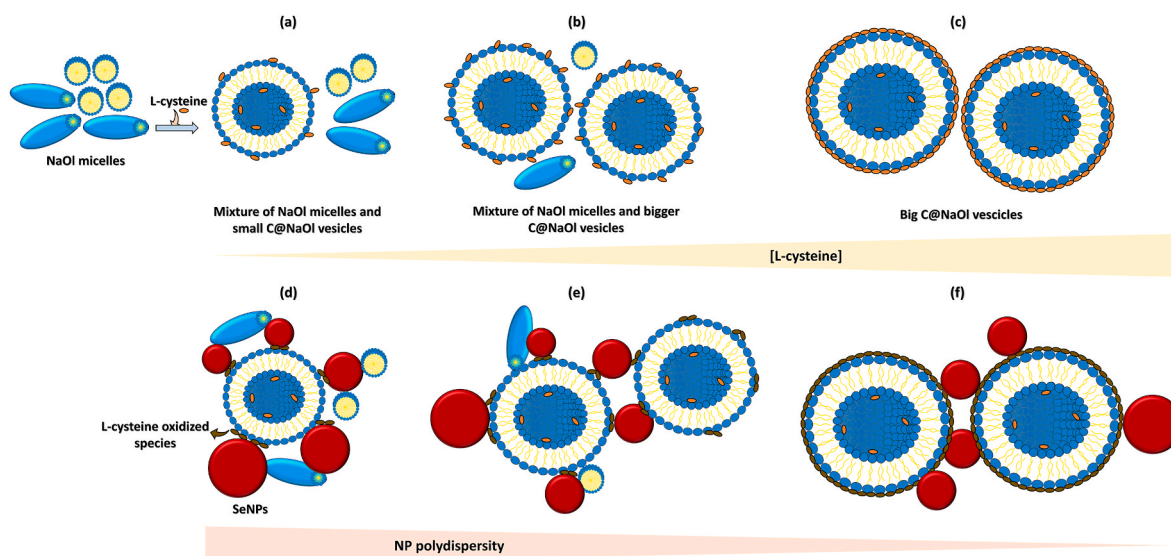 (a)
(b)
(c)
L-cysteine
NaOl micelles
Mixture of NaOl micelles and
small C@NaOl vesicles
Mixture of NaOl micelles and bigger
C@NaOl vesicles
Big C@NaOl vescicles
[L-cysteine]
(d)
(e)
(f)
L-cysteine oxidized
species
SeNPs
NP polydispersity